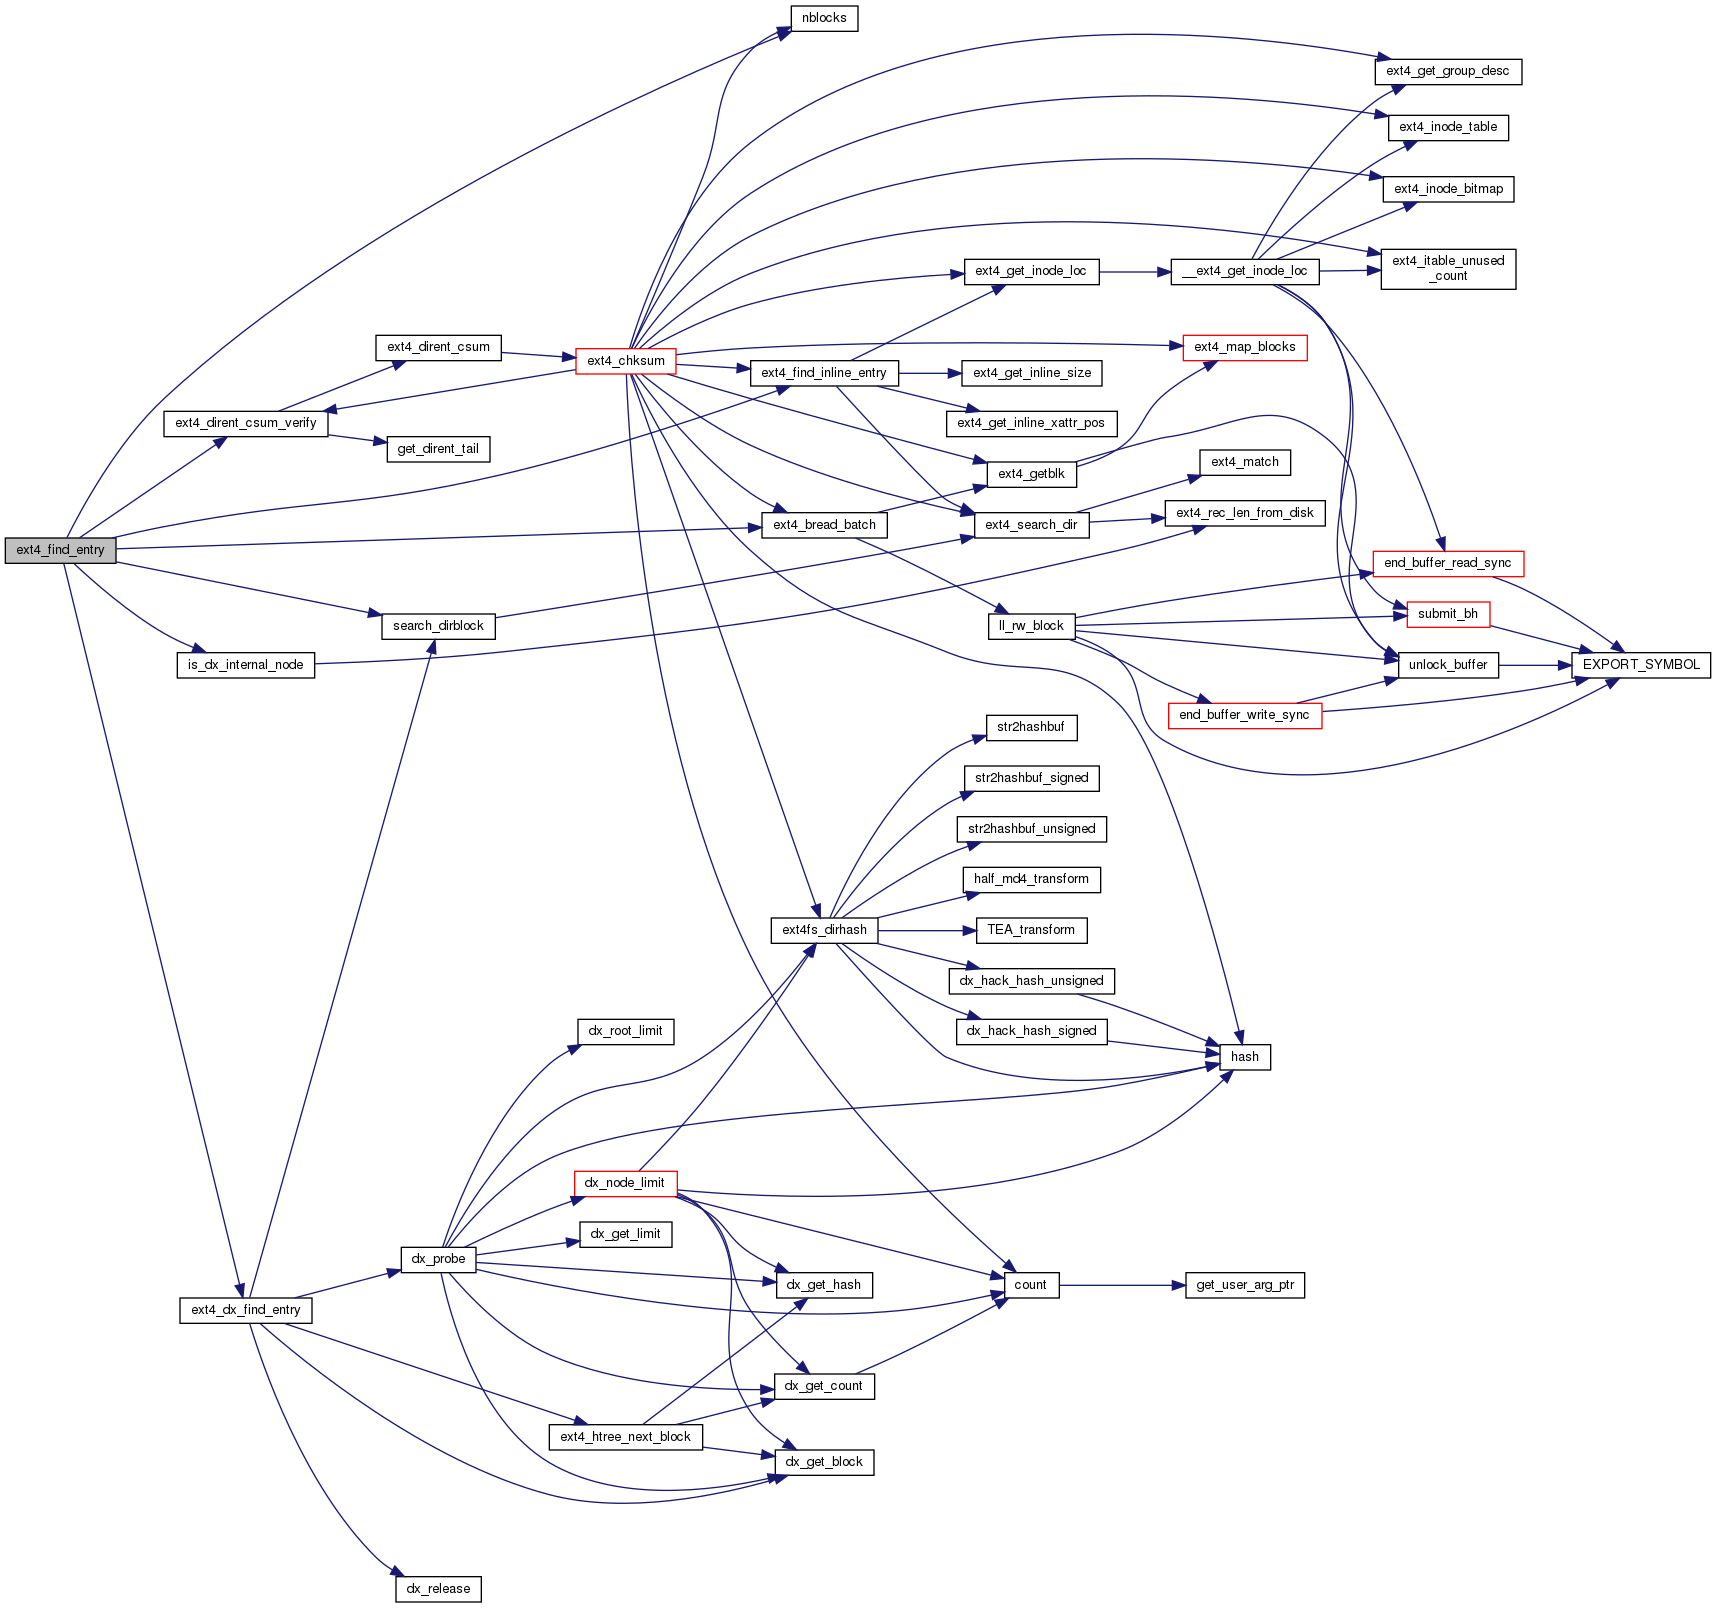 nblocks
ext4_get_group_desc
ext4_inode_table
ext4_inode_bitmap
ext4_itable_unused
_count
ext4_get_inode_loc
__ext4_get_inode_loc
ext4_dirent_csum
ext4_chksum
ext4_map_blocks
ext4_find_inline_entry
ext4_get_inline_size
ext4_dirent_csum_verify
ext4_get_inline_xattr_pos
get_dirent_tail
ext4_getblk
ext4_match
ext4_find_entry
ext4_bread_batch
ext4_search_dir
ext4_rec_len_from_disk
end_buffer_read_sync
search_dirblock
ll_rw_block
submit_bh
is_dx_internal_node
unlock_buffer
EXPORT_SYMBOL
end_buffer_write_sync
str2hashbuf
str2hashbuf_signed
str2hashbuf_unsigned
half_md4_transform
ext4fs_dirhash
TEA_transform
dx_hack_hash_unsigned
dx_root_limit
dx_hack_hash_signed
hash
dx_node_limit
dx_get_limit
dx_probe
dx_get_hash
count
get_user_arg_ptr
ext4_dx_find_entry
dx_get_count
ext4_htree_next_block
dx_get_block
dx_release